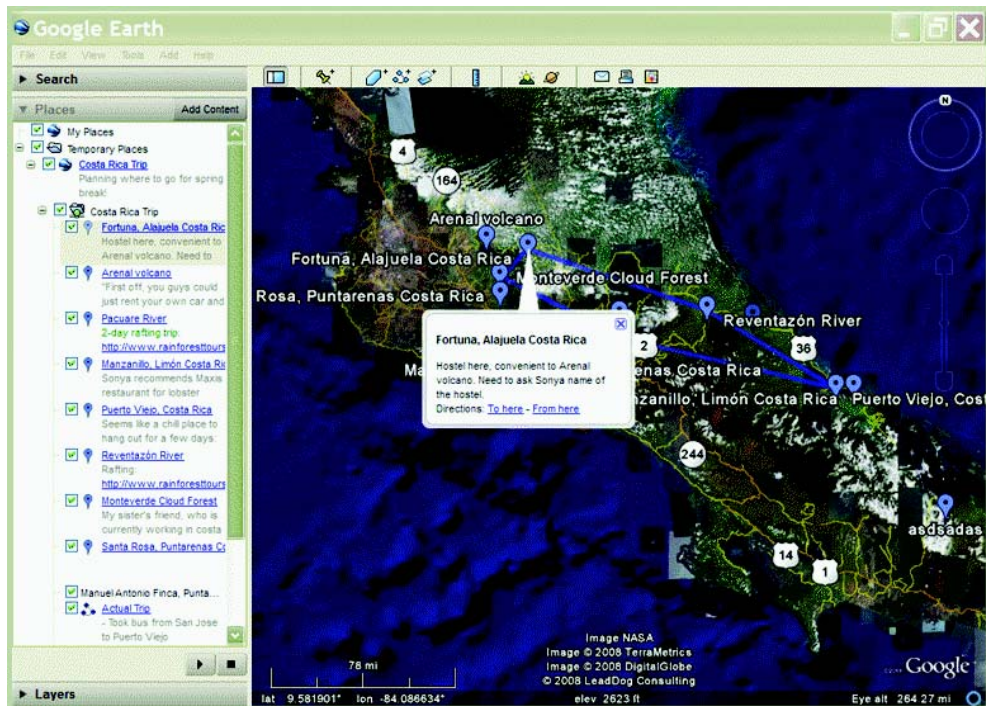 Google Earth
File Edit View Tools Add Help
Search
Places Add Content
My Places
Temporary Places
Costa Rica Trip
Planning where to go for spring
break!
Costa Rica Trip
Fortuna, Alajuela Costa Ric
Hostel here, convenient to
Arenal volcano. Need to
Arenal volcano
"First off, you guys could
just rent your own car and
Pacuare River
2-day rafting trip:
http://www.rainforesttours
Manzanillo, Limón Costa Ric
Sonya recommends Maxis
restaurant for lobster
Puerto Viejo, Costa Rica
Seems like a chill place to
hang out for a few days:
Reventazón River
Rafting:
http://www.rainforesttours
Monteverde Cloud Forest
My sister's friend, who is
currently working in costa
Santa Rosa, Puntarenas Co
Manuel Antonio Finca, Punta...
Actual Trip
- Took bus from San Jose
to Puerto Viejo
Layers
N
4
164
Arenal volcano
Fortuna, Alajuela Costa Rica
Monteverde Cloud Forest
Rosa, Puntarenas Costa Rica
Reventazón River
2
36
Ma
enas Costa Rica
nzanillo, Limón Costa Rica
Puerto Viejo, Cost
Fortuna, Alajuela Costa Rica
Hostel here, convenient to Arenal
volcano. Need to ask Sonya name of
the hostel.
Directions: To here - From here
244
asdsadas
14
1
Image NASA
Image © 2008 TerraMetrics
Image © 2008 DigitalGlobe
© 2008 LeadDog Consulting
78 mi
Google
lat 9.581901° lon -84.086634° elev 2623 ft Eye alt 264.27 mi